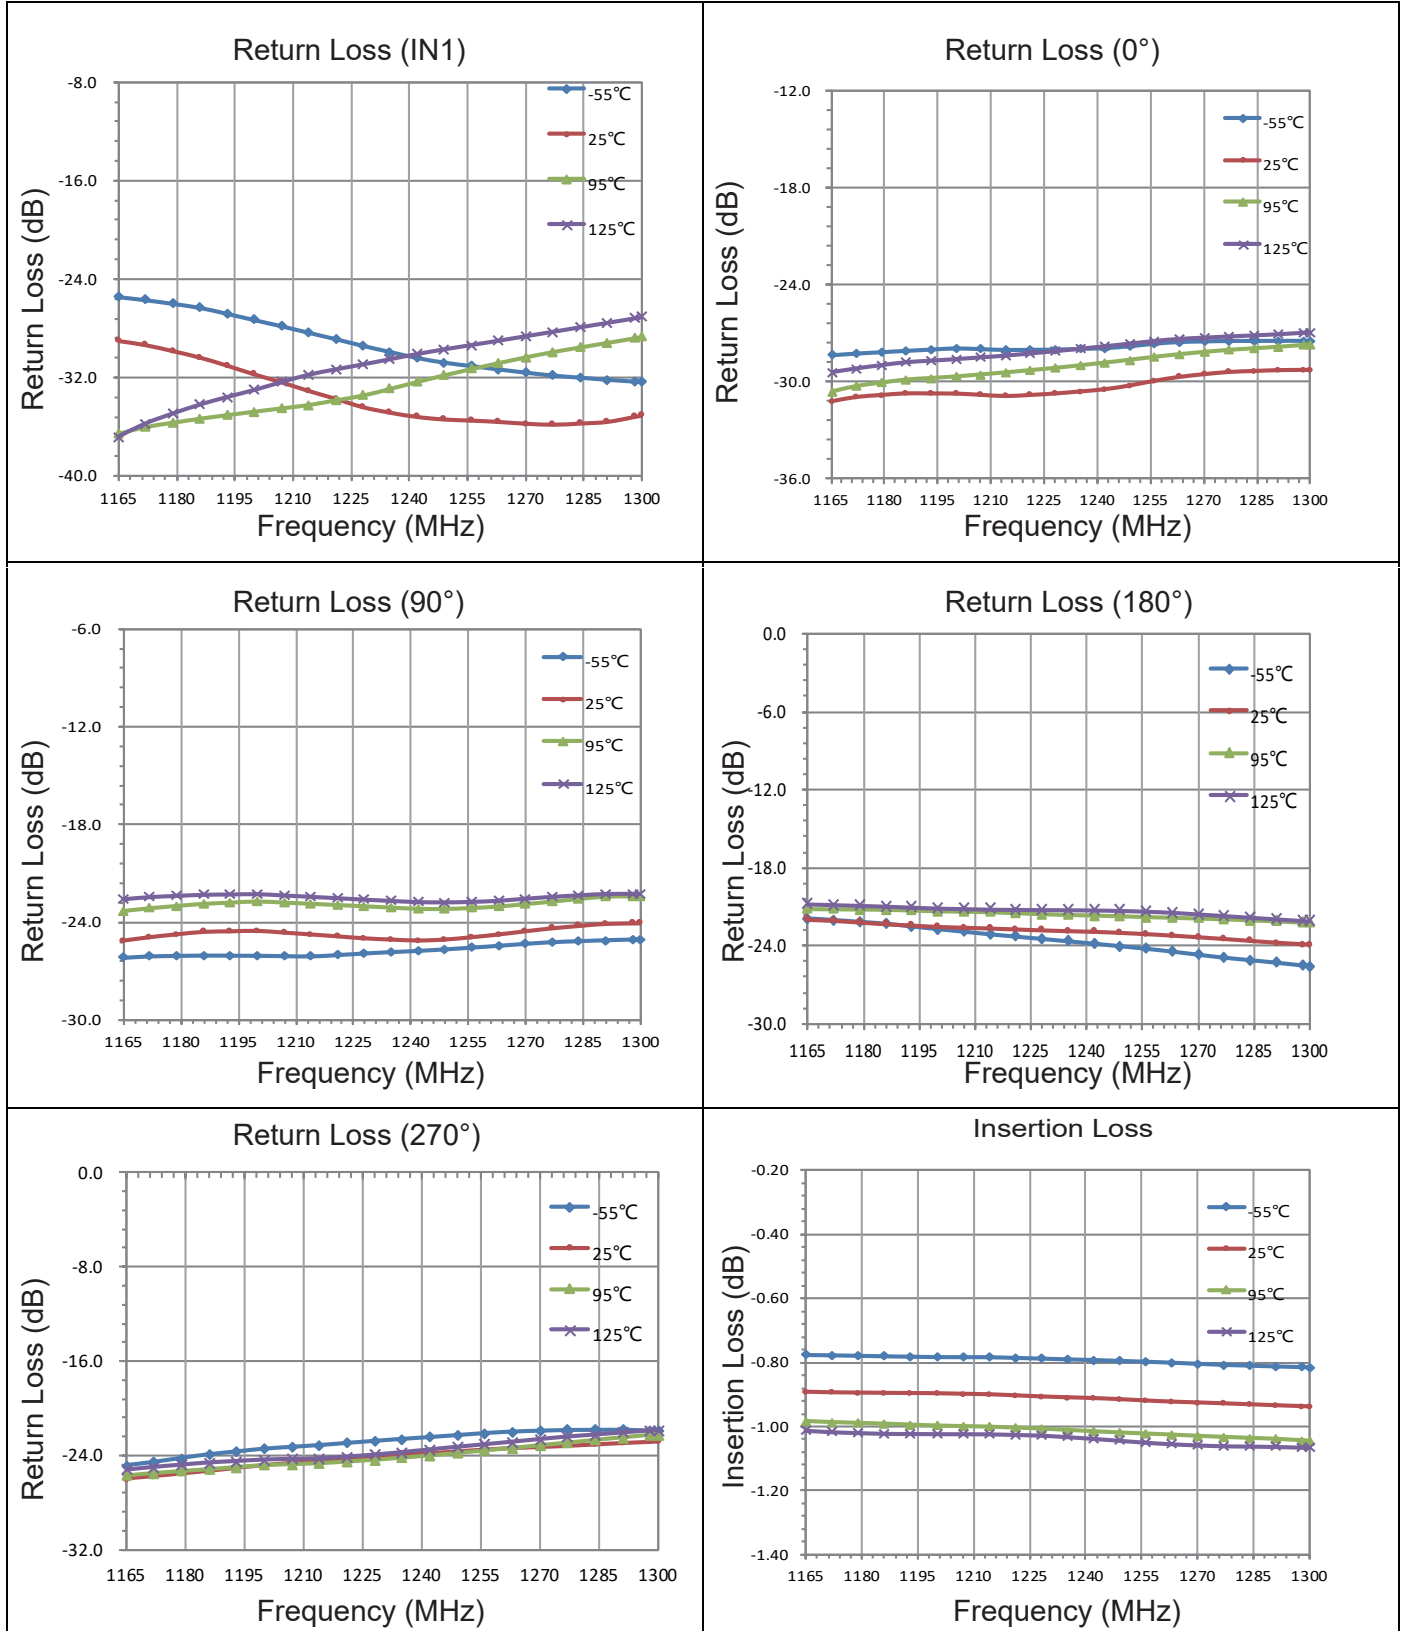 Return Loss (IN1)
Return Loss (dB)
-8.0
-16.0
-24.0
-32.0
-40.0
-55℃
25℃
95℃
125℃
1165 1180 1195 1210 1225 1240 1255 1270 1285 1300
Frequency (MHz)
Return Loss (0°)
Return Loss (dB)
-12.0
-18.0
-24.0
-30.0
-36.0
-55℃
25℃
95℃
125℃
1165 1180 1195 1210 1225 1240 1255 1270 1285 1300
Frequency (MHz)
Return Loss (90°)
Return Loss (dB)
-6.0
-12.0
-18.0
-24.0
-30.0
-55℃
25℃
95℃
125℃
1165 1180 1195 1210 1225 1240 1255 1270 1285 1300
Frequency (MHz)
Return Loss (180°)
Return Loss (dB)
0.0
-6.0
-12.0
-18.0
-24.0
-30.0
-55℃
25℃
95℃
125℃
1165 1180 1195 1210 1225 1240 1255 1270 1285 1300
Frequency (MHz)
Return Loss (270°)
Return Loss (dB)
0.0
-8.0
-16.0
-24.0
-32.0
-55℃
25℃
95℃
125℃
1165 1180 1195 1210 1225 1240 1255 1270 1285 1300
Frequency (MHz)
Insertion Loss
Insertion Loss (dB)
-0.20
-0.40
-0.60
-0.80
-1.00
-1.20
-1.40
-55℃
25℃
95℃
125℃
1165 1180 1195 1210 1225 1240 1255 1270 1285 1300
Frequency (MHz)